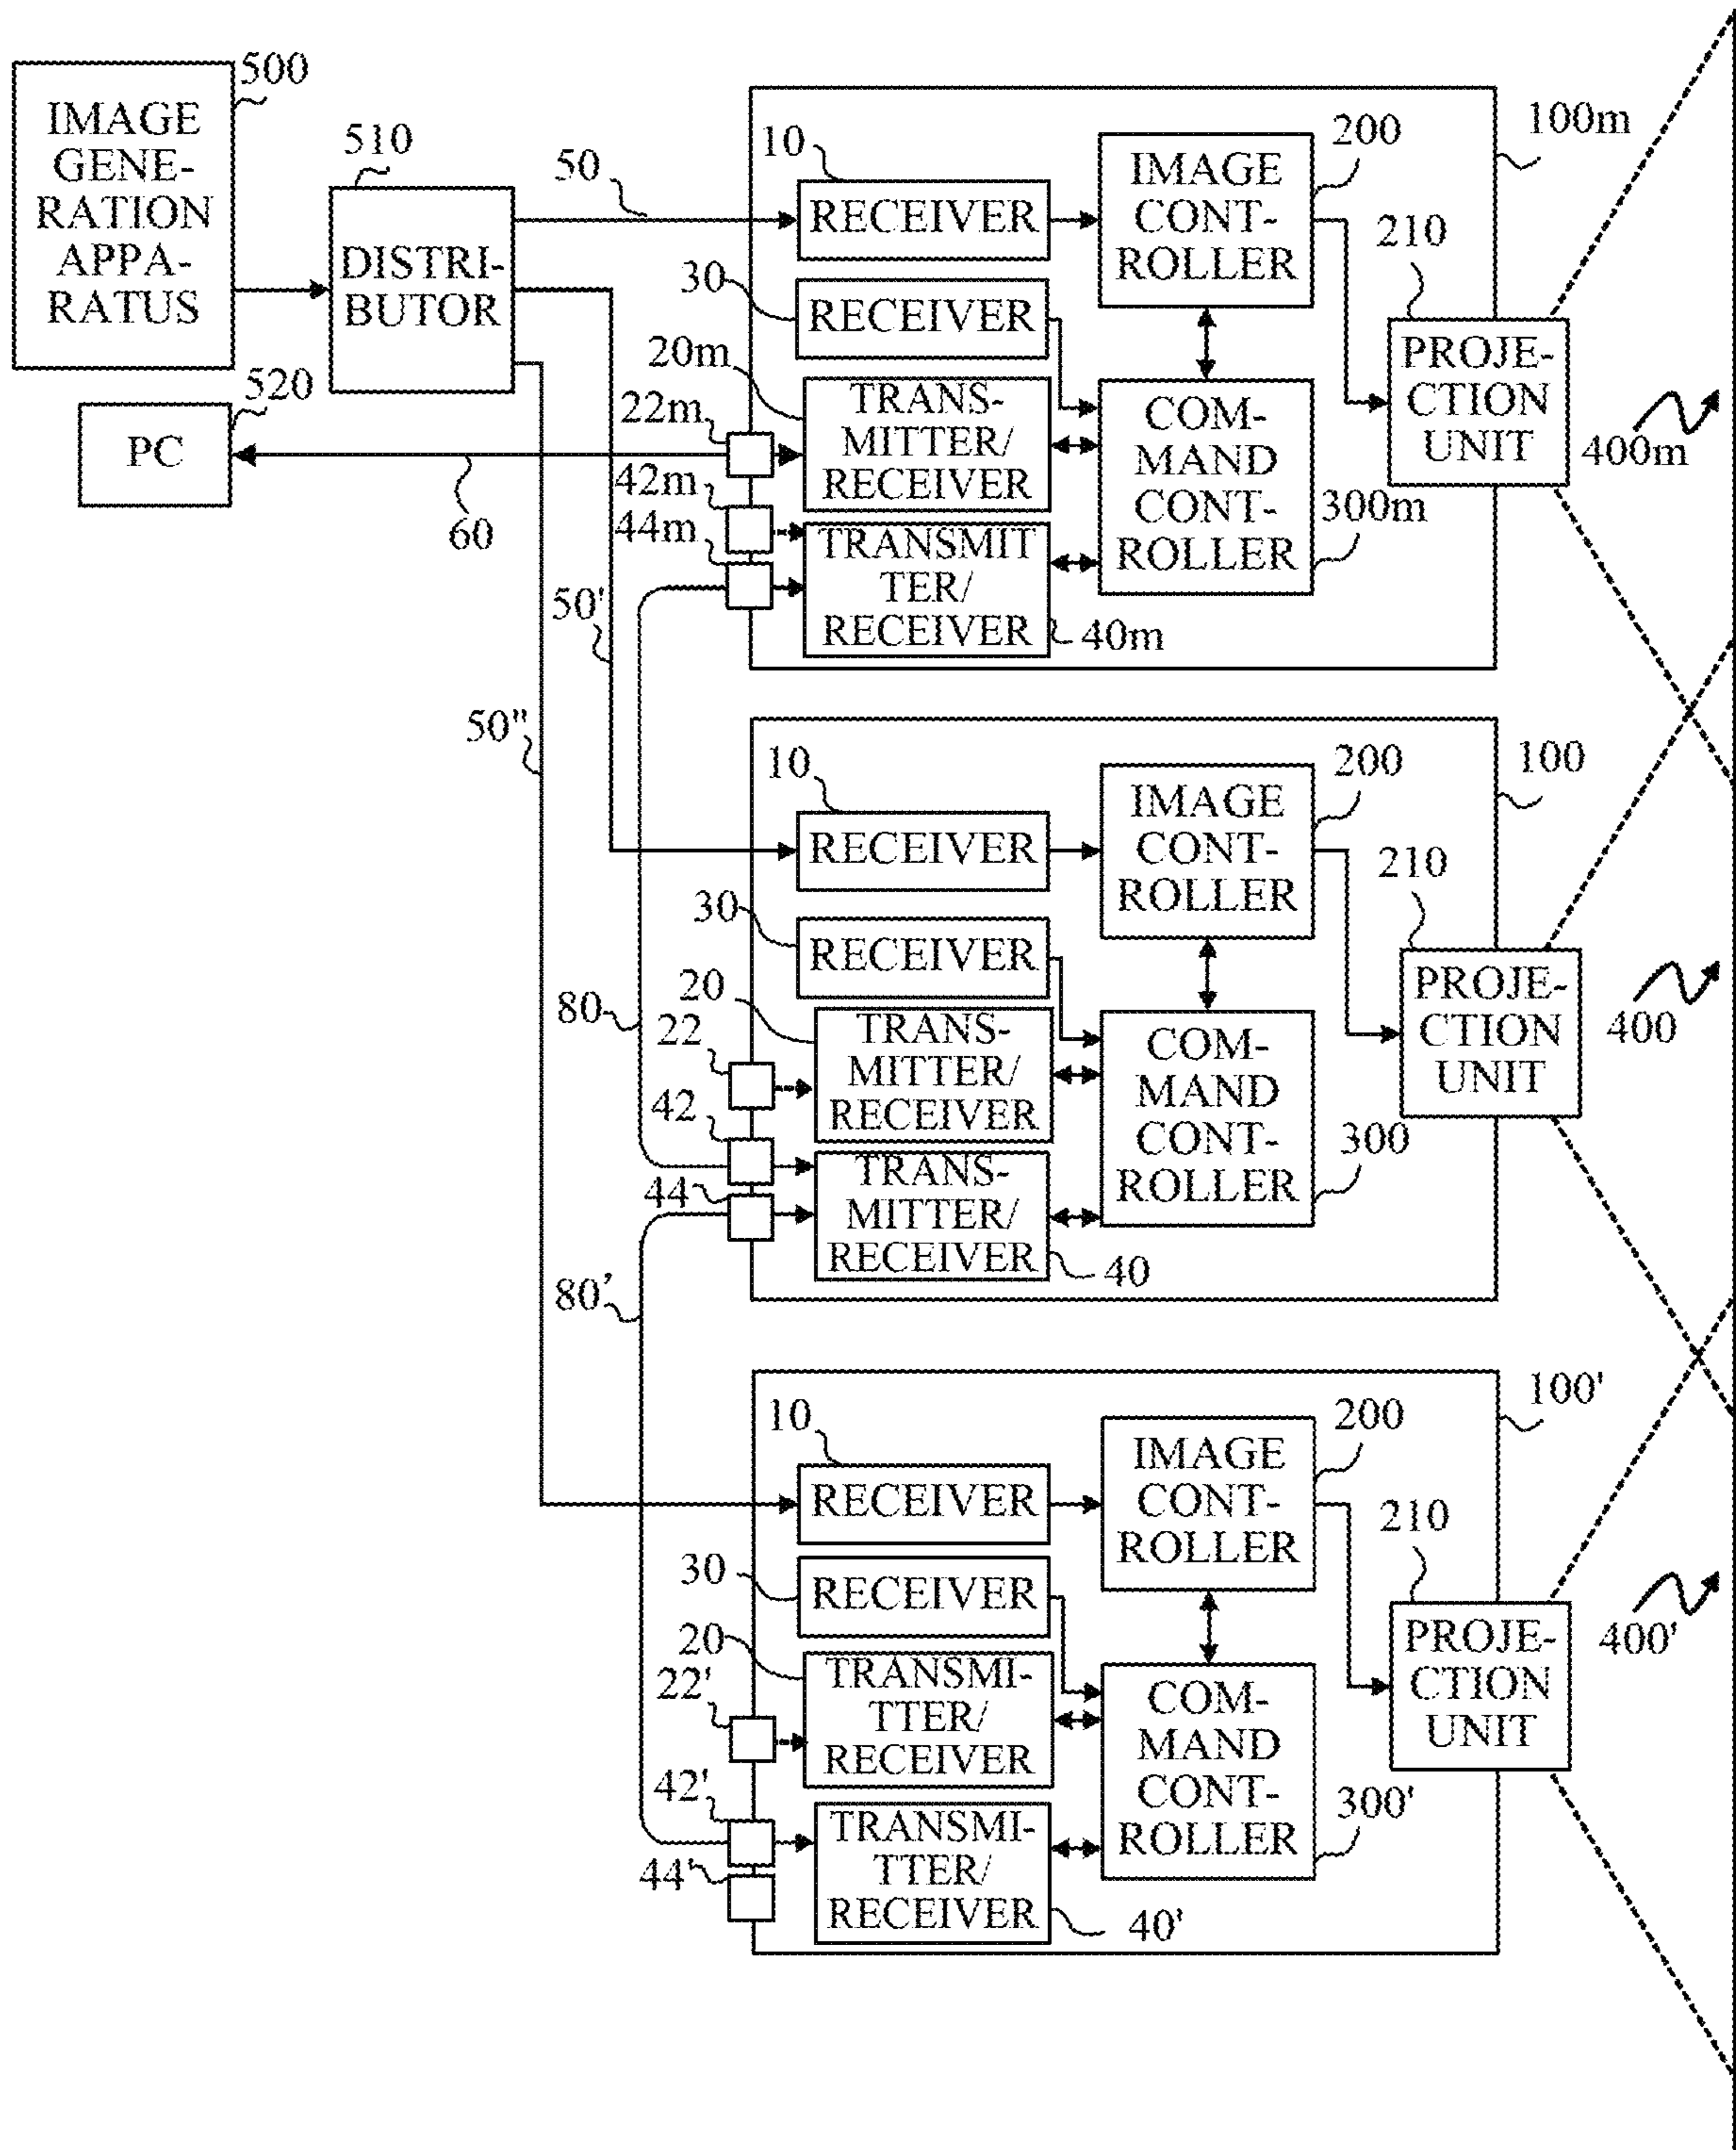 500
IMAGE
GENE-
RATION
APPA-
RATUS
510
DISTRI-
BUTOR
520
PC
60
50
50'
50"
80
80'
100m
10
RECEIVER
200
IMAGE
CONT-
ROLLER
30
RECEIVER
210
PROJE-
CTION
UNIT
400m
20m
TRANS-
MITTER/
RECEIVER
22m
42m
44m
TRANSMIT
TER/
RECEIVER
40m
COM-
MAND
CONT-
ROLLER
300m
100
10
RECEIVER
200
IMAGE
CONT-
ROLLER
30
RECEIVER
210
PROJE-
CTION
UNIT
400
20
TRANS-
MITTER/
RECEIVER
22
42
44
TRANS-
MITTER/
RECEIVER
40
COM-
MAND
CONT-
ROLLER
300
100'
10
RECEIVER
200
IMAGE
CONT-
ROLLER
30
RECEIVER
210
PROJE-
CTION
UNIT
400'
20
TRANSMI-
TTER/
RECEIVER
22'
42'
44'
TRANSMI-
TTER/
RECEIVER
40'
COM-
MAND
CONT-
ROLLER
300'